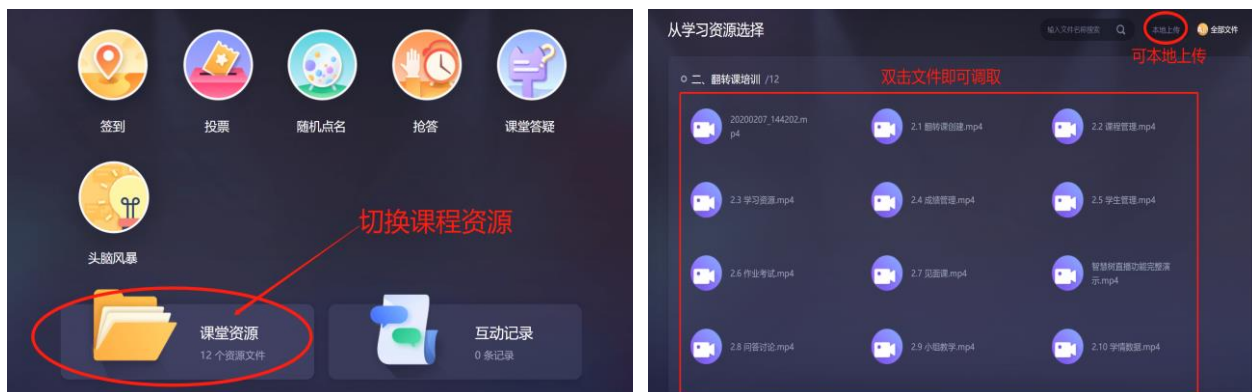 签到
投票
随机点名
抢答
课堂答疑
头脑风暴
切换课程资源
课堂资源
12 个资源文件
互动记录
0 条记录
从学习资源选择
输入文件名称搜索
本地上传
全部文件
可本地上传
二、翻转课培训 /12
双击文件即可调取
20200207_144202.m
p4
2.1 翻转课创建.mp4
2.2 课程管理.mp4
2.3 学习资源.mp4
2.4 成绩管理.mp4
2.5 学生管理.mp4
2.6 作业考试.mp4
2.7 见面课.mp4
智慧树直播功能完整演
示.mp4
2.8 问答讨论.mp4
2.9 小组教学.mp4
2.10 学情数据.mp4